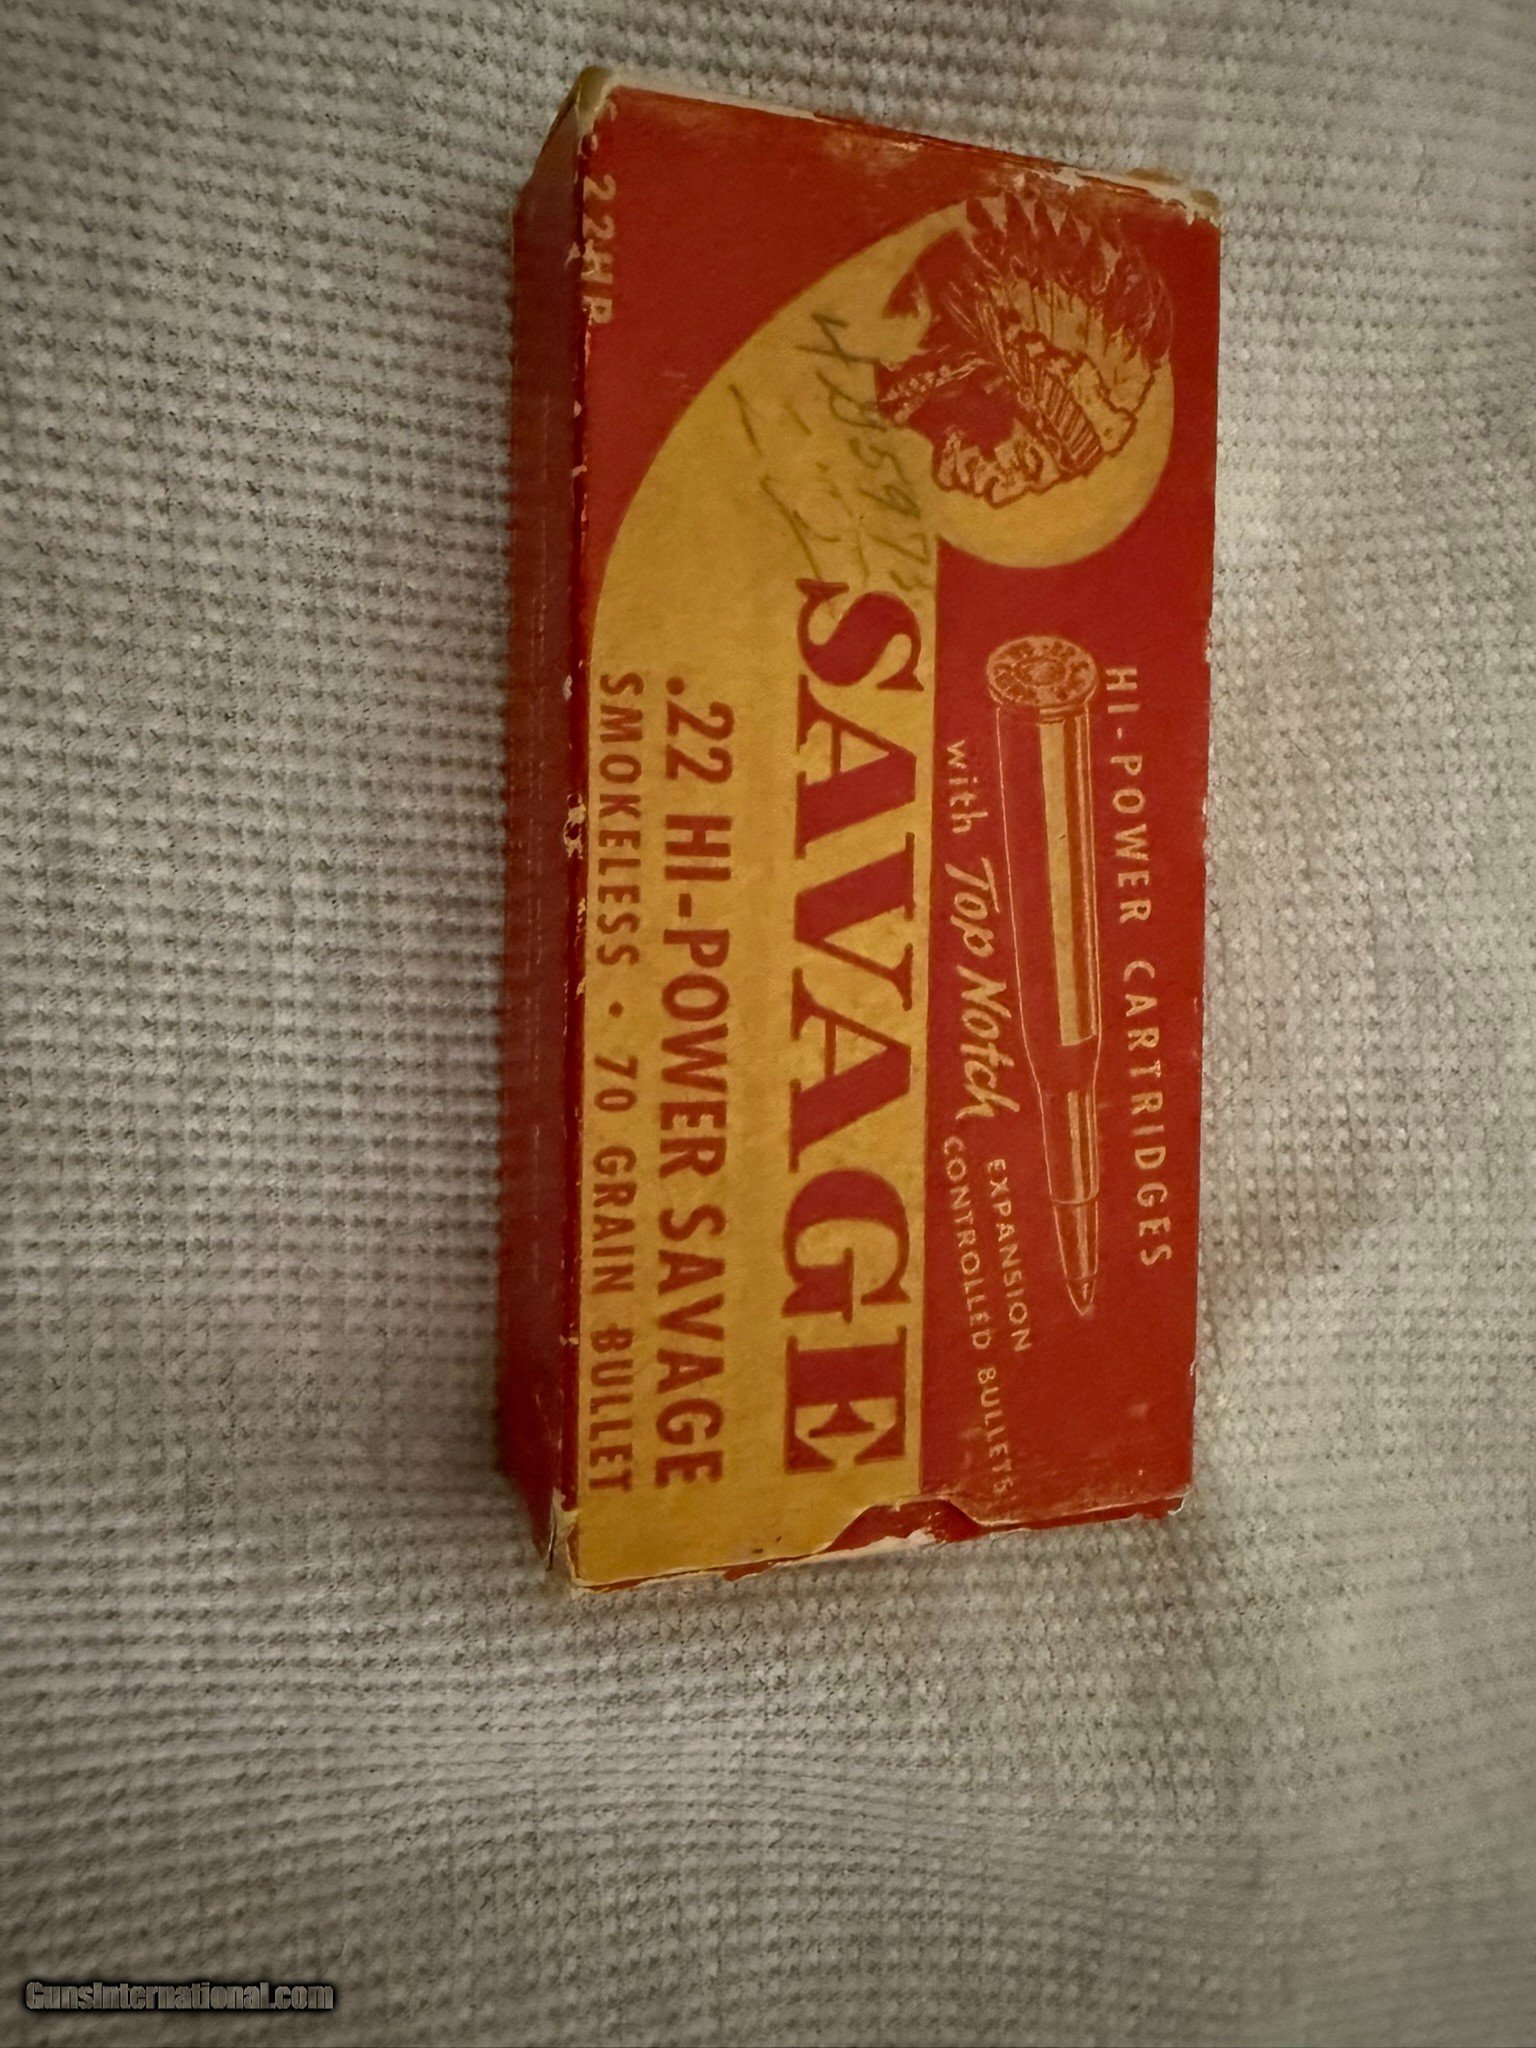 HI-POWER CARTRIDGES
with Top Notch
EXPANSION
CONTROLLED BULLETS
SAVAGE
.22 HI-POWER SAVAGE
SMOKELESS · 70 GRAIN BULLET
22HP
GunsInternational.com